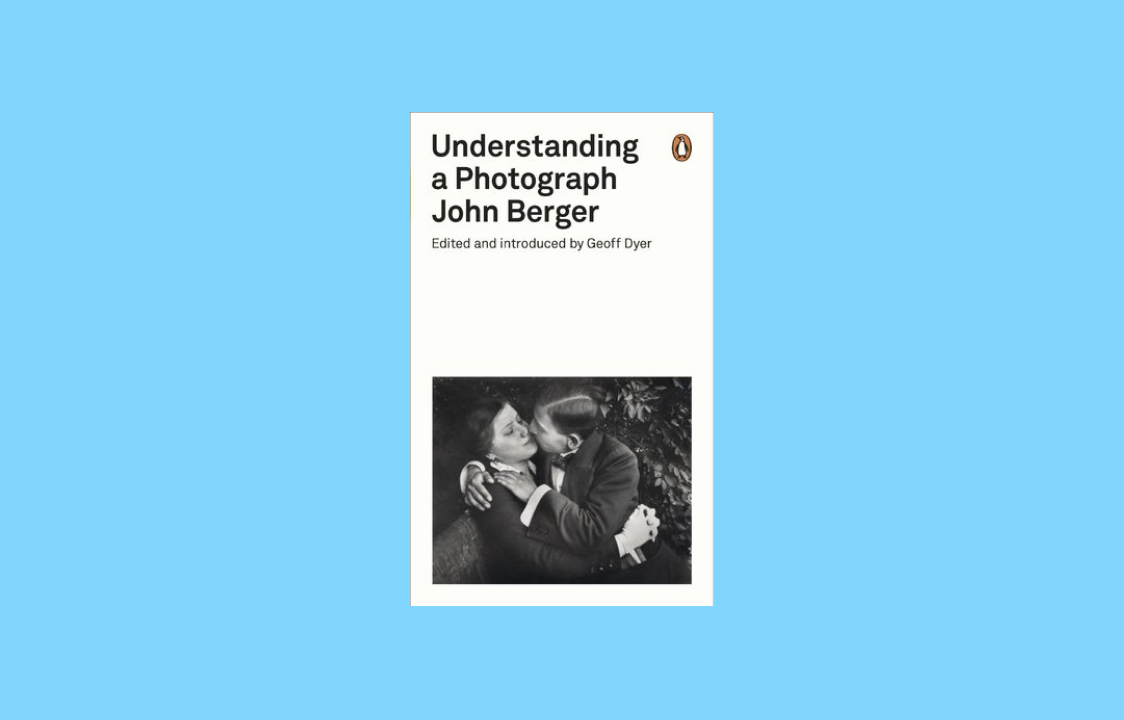 Understanding
a Photograph
John Berger
Edited and introduced by Geoff Dyer